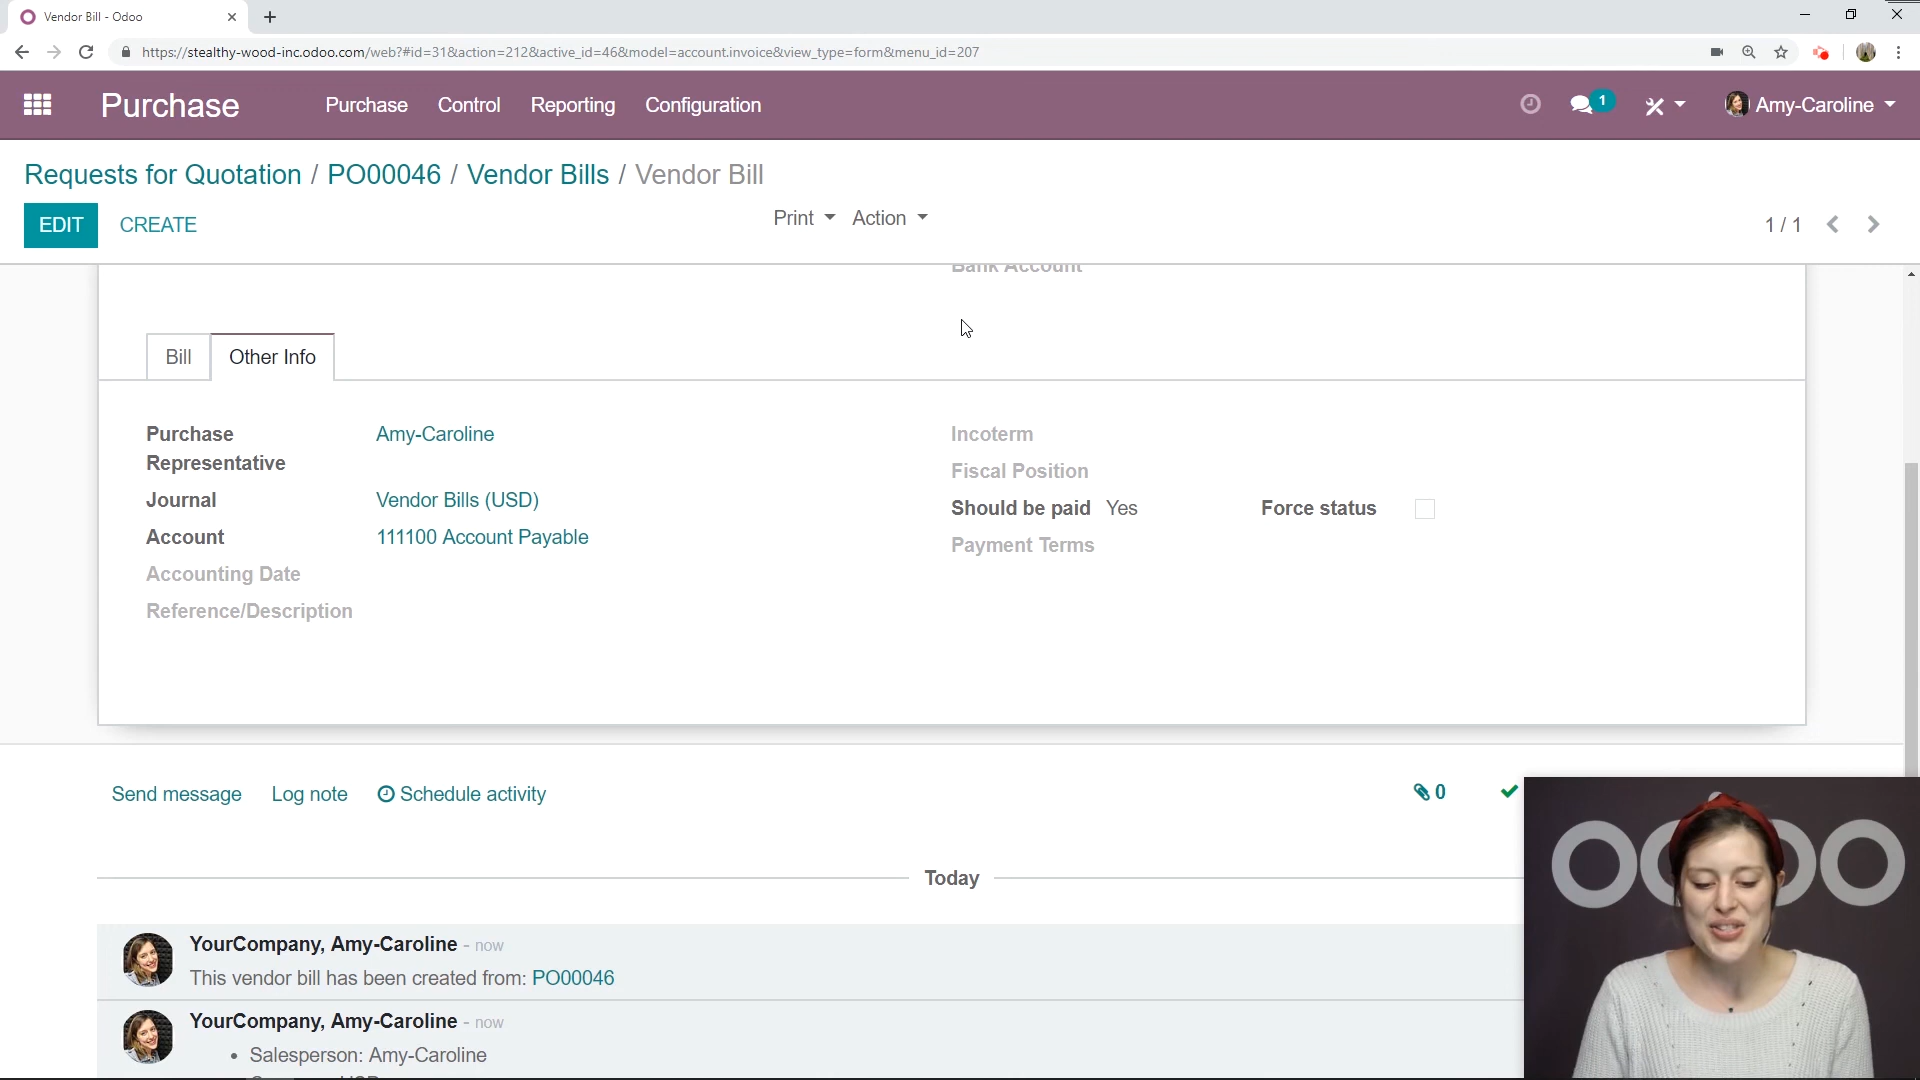 Vendor Bill - Odoo
https://stealthy-wood-inc.odoo.com/web?#id=31&action=212&active_id=46&model=account.invoice&view_type=form&menu_id=207
Purchase Purchase Control Reporting Configuration 1 Amy-Caroline
Requests for Quotation / PO00046 / Vendor Bills / Vendor Bill
EDIT CREATE Print Action 1 / 1
Bank Account
Bill Other Info
Purchase Representative Amy-Caroline
Journal Vendor Bills (USD)
Account 111100 Account Payable
Accounting Date
Reference/Description
Incoterm
Fiscal Position
Should be paid Yes Force status
Payment Terms
Send message Log note Schedule activity 0
Today
YourCompany, Amy-Caroline - now
This vendor bill has been created from: PO00046
YourCompany, Amy-Caroline - now
• Salesperson: Amy-Caroline
odoo